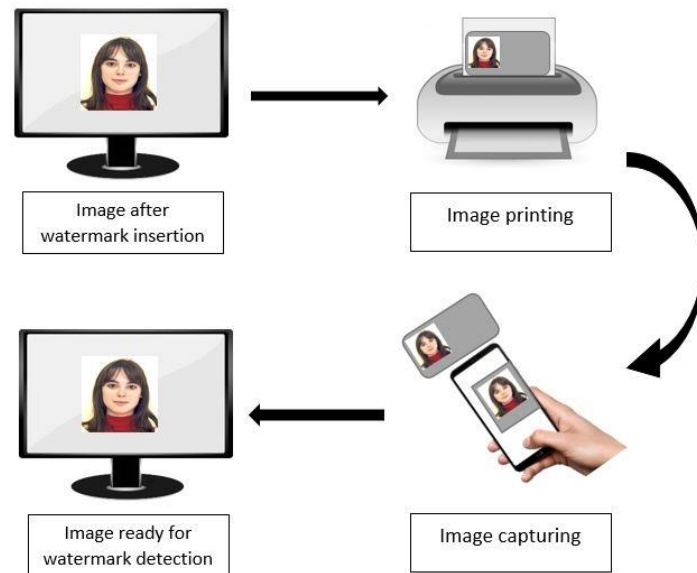 Image after
watermark insertion
Image printing
Image ready for
watermark detection
Image capturing